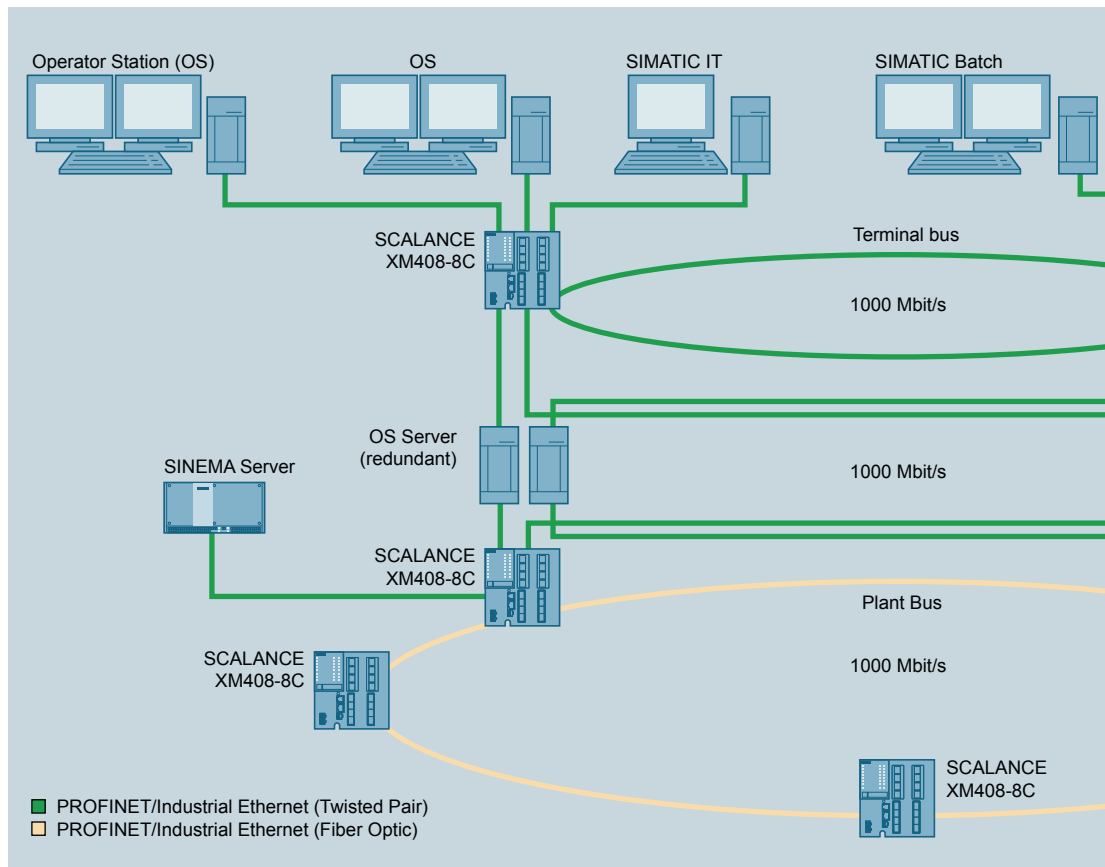 Operator Station (OS)
OS
SIMATIC IT
SIMATIC Batch
SCALANCE
XM408-8C
Terminal bus
1000 Mbit/s
OS Server
(redundant)
1000 Mbit/s
SINEMA Server
SCALANCE
XM408-8C
Plant Bus
SCALANCE
XM408-8C
1000 Mbit/s
SCALANCE
XM408-8C
PROFINET/Industrial Ethernet (Twisted Pair)
PROFINET/Industrial Ethernet (Fiber Optic)